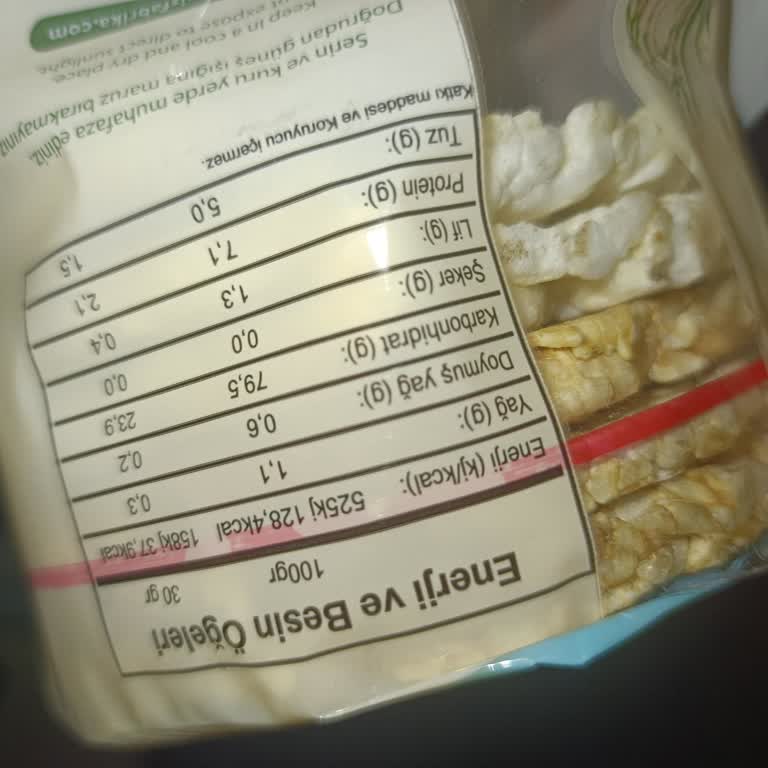 Enerji ve Besin Ögeleri
100gr 30 gr
Enerji (kj/kcal): 525kj 128,4kcal 158kj 37,9kcal
Yağ (g): 1,1 0,3
Doymuş yağ (g): 0,6 0,2
Karbonhidrat (g): 79,5 23,9
Şeker (g): 0,0 0,0
Lif (g): 1,3 0,4
Protein (g): 7,1 2,1
Tuz (g): 5,0 1,5
Katkı maddesi ve Koruyucu içermez.
Serin ve kuru yerde muhafaza ediniz.
Doğrudan güneş ışığına maruz bırakmayınız
Keep in a cool and dry place.
expose to direct sunlight
fabrika.com